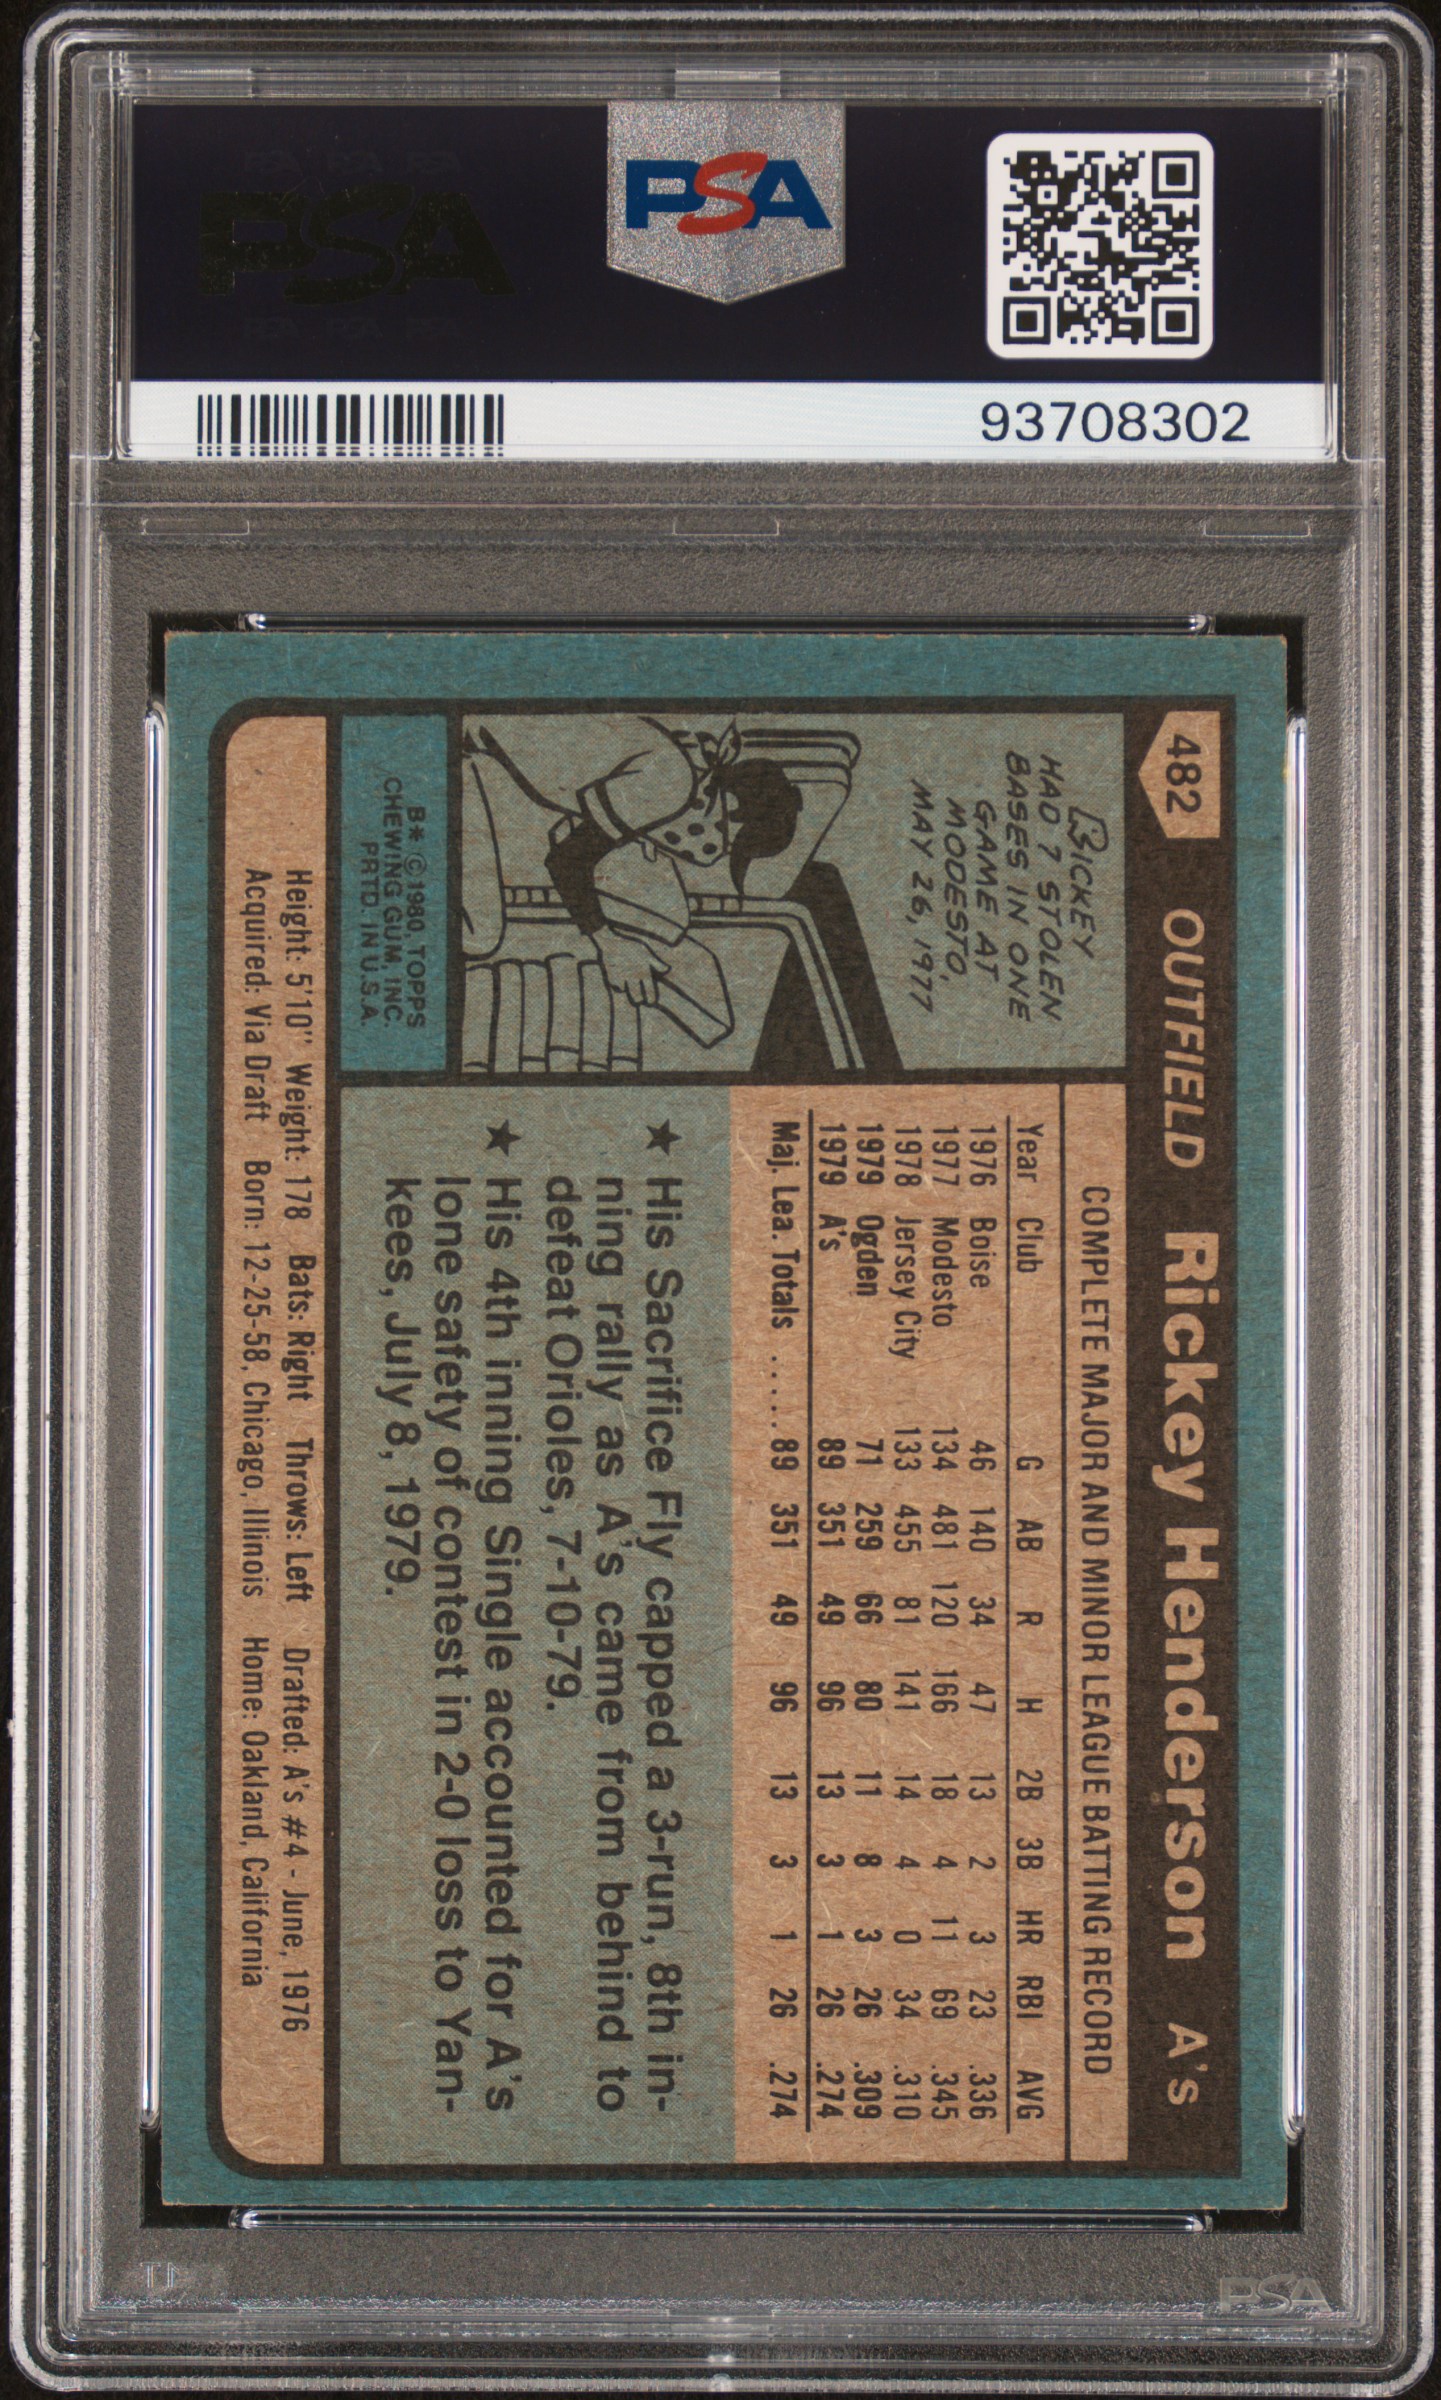 PSA
PSA
93708302
482 OUTFIELD Rickey Henderson A's
RICKEY
HAD 7 STOLEN
BASES IN ONE
GAME AT
MODESTO,
MAY 26, 1977
B* ©1980, TOPPS
CHEWING GUM, INC.
PRTD. IN U.S.A.
COMPLETE MAJOR AND MINOR LEAGUE BATTING RECORD
Year Club G AB R H 2B 3B HR RBI AVG
1976 Boise 46 140 34 47 13 2 3 23 .336
1977 Modesto 134 481 120 166 18 4 11 69 .345
1978 Jersey City 133 455 81 141 14 4 0 34 .310
1979 Ogden 71 259 66 80 11 8 3 26 .309
1979 A's 89 351 49 96 13 3 1 26 .274
Maj. Lea. Totals ...... 89 351 49 96 13 3 1 26 .274
★ His Sacrifice Fly capped a 3-run, 8th in-
ning rally as A's came from behind to
defeat Orioles, 7-10-79.
★ His 4th inning Single accounted for A's
lone safety of contest in 2-0 loss to Yan-
kees, July 8, 1979.
Height: 5'10" Weight: 178 Bats: Right Throws: Left Drafted: A's #4 - June, 1976
Acquired: Via Draft Born: 12-25-58, Chicago, Illinois Home: Oakland, California
PSA